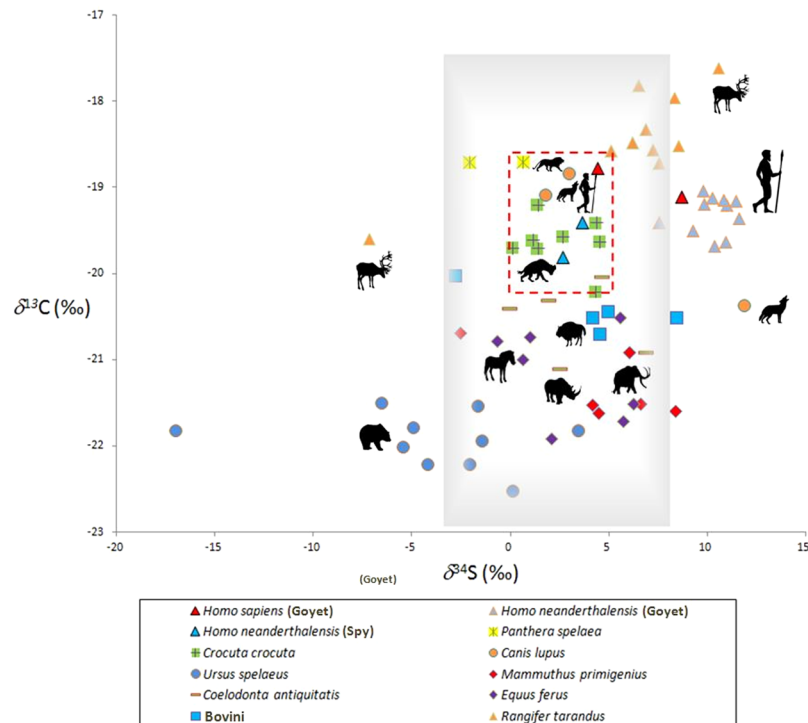 -17
-18
-19
-20
-21
-22
-23
δ13C (‰)
-20 -15 -10 -5 0 5 10 15
(Goyet)
δ34S (‰)
Homo sapiens (Goyet) Homo neanderthalensis (Goyet)
Homo neanderthalensis (Spy) Panthera spelaea
Crocuta crocuta Canis lupus
Ursus spelaeus Mammuthus primigenius
Coelodonta antiquitatis Equus ferus
Bovini Rangifer tarandus